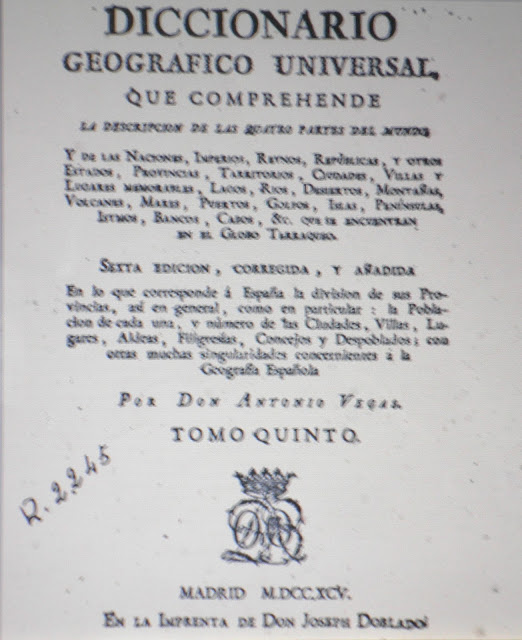 DICCIONARIO
GEOGRAFICO UNIVERSAL,
QUE COMPREHENDE
LA DESCRIPCION DE LAS QUATRO PARTES DEL MUNDO
Y DE LAS NACIONES, IMPERIOS, REYNOS, REPÚBLICAS, Y OTROS
ESTADOS, PROVINCIAS, TARRITORIOS, CIUDADES, VILLAS Y
LUGARES MEMORABLES, LAGOS, RIOS, DESIERTOS, MONTAÑAS,
VOLCANES, MARES, PUERTOS, GOLFOS, ISLAS, PENÍNSULAS,
ISTMOS, BANCOS, CABOS, &c. QUE SE ENCUENTRAN
EN EL GLOBO TARRAQUEO.
SEXTA EDICION, CORREGIDA, Y AÑADIDA
En lo que corresponde á España la division de sus Pro-
vincias, asi en general, como en particular: la Pobla-
cion de cada una, y número de las Ciudades, Villas, Lu-
gares, Aldeas, Filigresías, Concejos y Despoblados; con
otras muchas singularidades concernientes á la
Geografía Española
POR DON ANTONIO VEGAS.
TOMO QUINTO.
R. 2245
MADRID M.DCC.XCV.
EN LA IMPRENTA DE DON JOSEPH DOBLADO